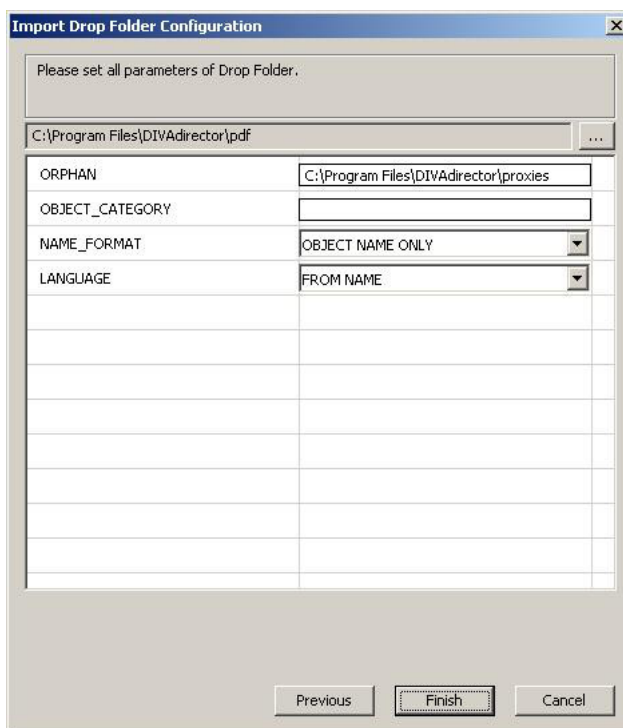 Import Drop Folder Configuration
Please set all parameters of Drop Folder.
C:\Program Files\DIVAdirector\pdf ...
ORPHAN C:\Program Files\DIVAdirector\proxies
OBJECT_CATEGORY
NAME_FORMAT OBJECT NAME ONLY
LANGUAGE FROM NAME
Previous Finish Cancel